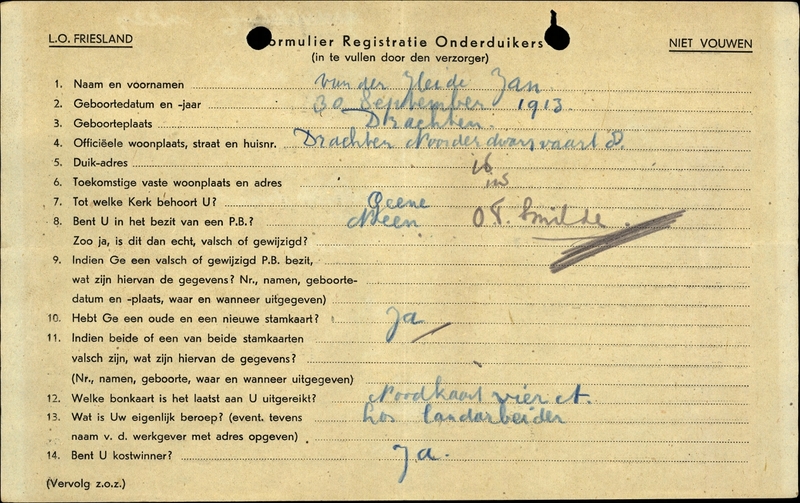 L.O. FRIESLAND
Formulier Registratie Onderduikers
NIET VOUWEN
(in te vullen door den verzorger)
1. Naam en voornamen van der Heide Jan
2. Geboortedatum en -jaar 30 September 1913
3. Geboorteplaats Drachten
4. Officiëele woonplaats, straat en huisnr. Drachten Noorder dwarsvaart 8.
5. Duik-adres 16
6. Toekomstige vaste woonplaats en adres
7. Tot welke Kerk behoort U? Geene
8. Bent U in het bezit van een P.B.? Neen Smilde
Zoo ja, is dit dan echt, valsch of gewijzigd?
9. Indien Ge een valsch of gewijzigd P.B. bezit,
wat zijn hiervan de gegevens? Nr., namen, geboorte-
datum en -plaats, waar en wanneer uitgegeven)
10. Hebt Ge een oude en een nieuwe stamkaart? Ja
11. Indien beide of een van beide stamkaarten
valsch zijn, wat zijn hiervan de gegevens?
(Nr., namen, geboorte, waar en wanneer uitgegeven)
12. Welke bonkaart is het laatst aan U uitgereikt? Noodkaart vier A.
13. Wat is Uw eigenlijk beroep? (event. tevens Los landarbeider
naam v. d. werkgever met adres opgeven)
14. Bent U kostwinner? Ja.
(Vervolg z.o.z.)